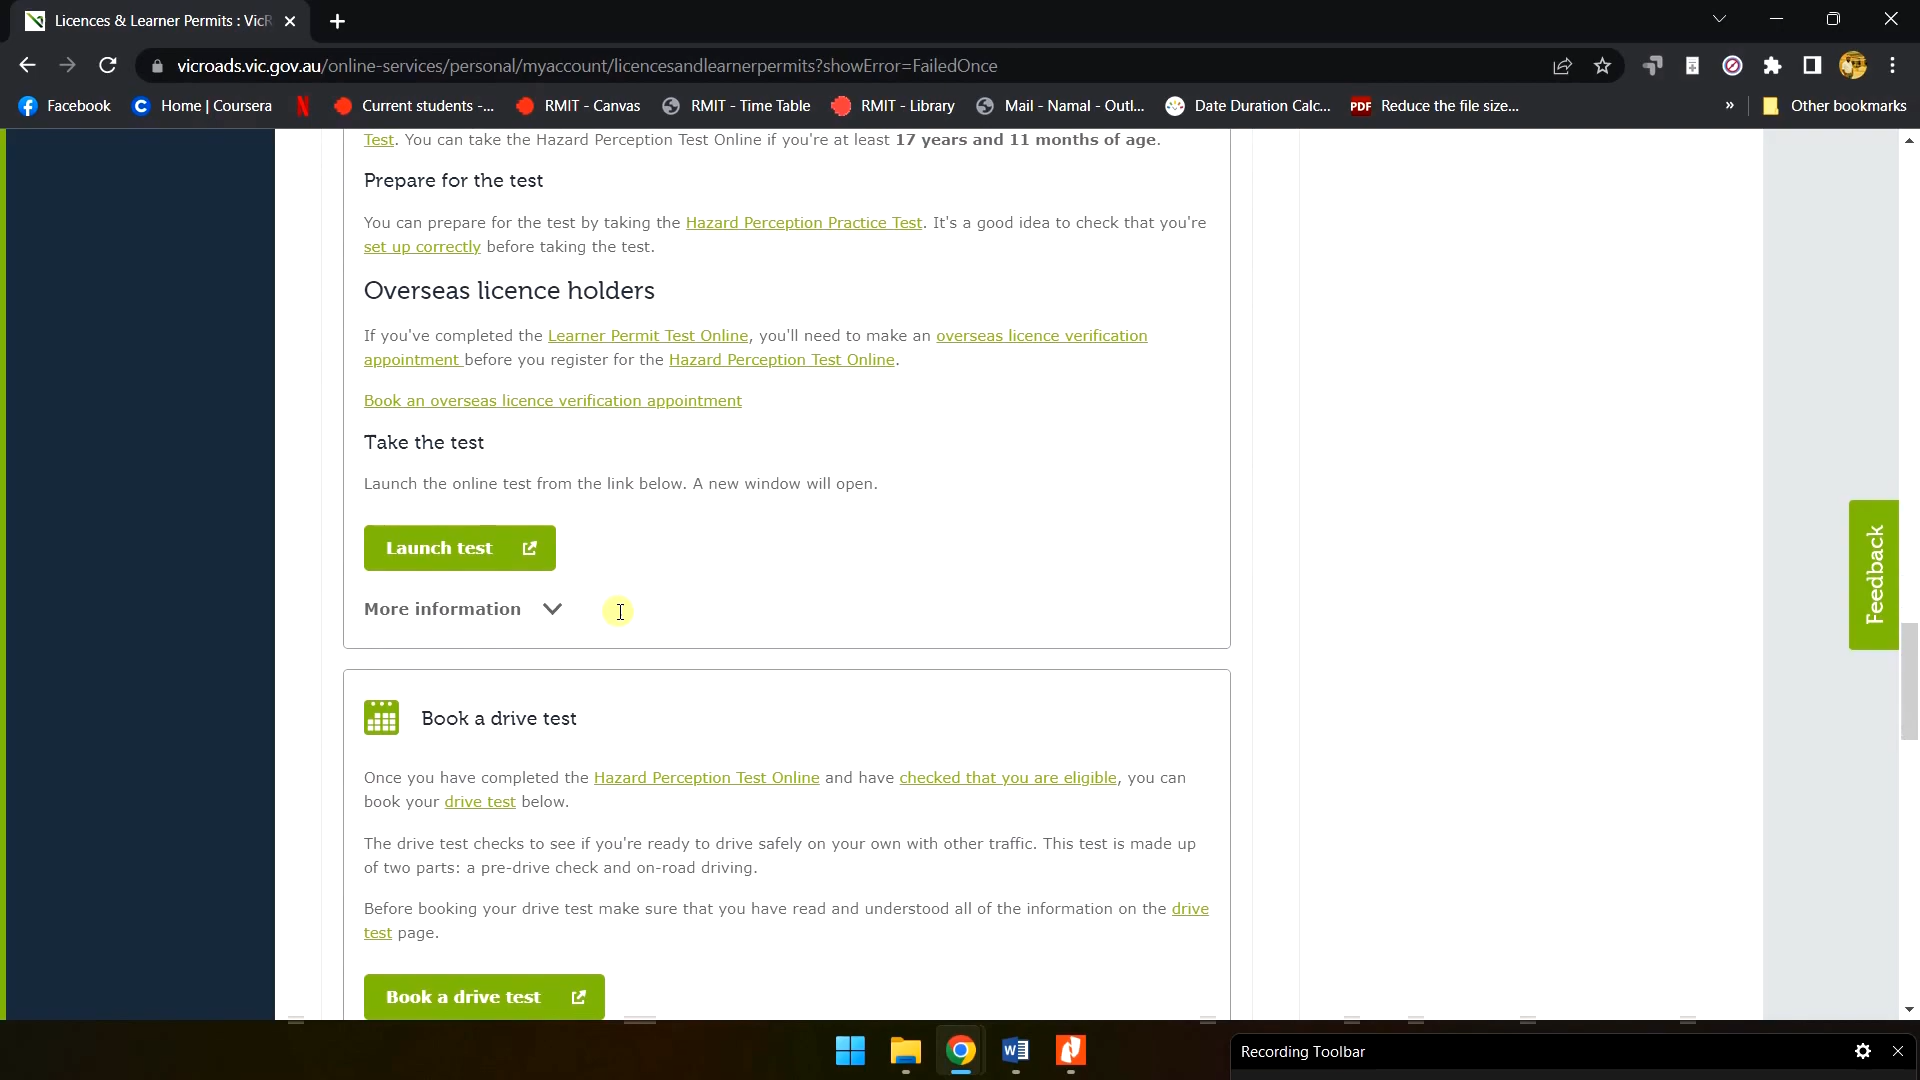 Licences & Learner Permits : VicR
vicroads.vic.gov.au/online-services/personal/myaccount/licencesandlearnerpermits?showError=FailedOnce
Facebook Home | Coursera Current students -... RMIT - Canvas RMIT - Time Table RMIT - Library Mail - Namal - Outl... Date Duration Calc... PDF Reduce the file size... » Other bookmarks
Test. You can take the Hazard Perception Test Online if you're at least 17 years and 11 months of age.
Prepare for the test
You can prepare for the test by taking the Hazard Perception Practice Test. It's a good idea to check that you're
set up correctly before taking the test.
Overseas licence holders
If you've completed the Learner Permit Test Online, you'll need to make an overseas licence verification
appointment before you register for the Hazard Perception Test Online.
Book an overseas licence verification appointment
Take the test
Launch the online test from the link below. A new window will open.
Launch test
More information
Feedback
Book a drive test
Once you have completed the Hazard Perception Test Online and have checked that you are eligible, you can
book your drive test below.
The drive test checks to see if you're ready to drive safely on your own with other traffic. This test is made up
of two parts: a pre-drive check and on-road driving.
Before booking your drive test make sure that you have read and understood all of the information on the drive
test page.
Book a drive test
Recording Toolbar